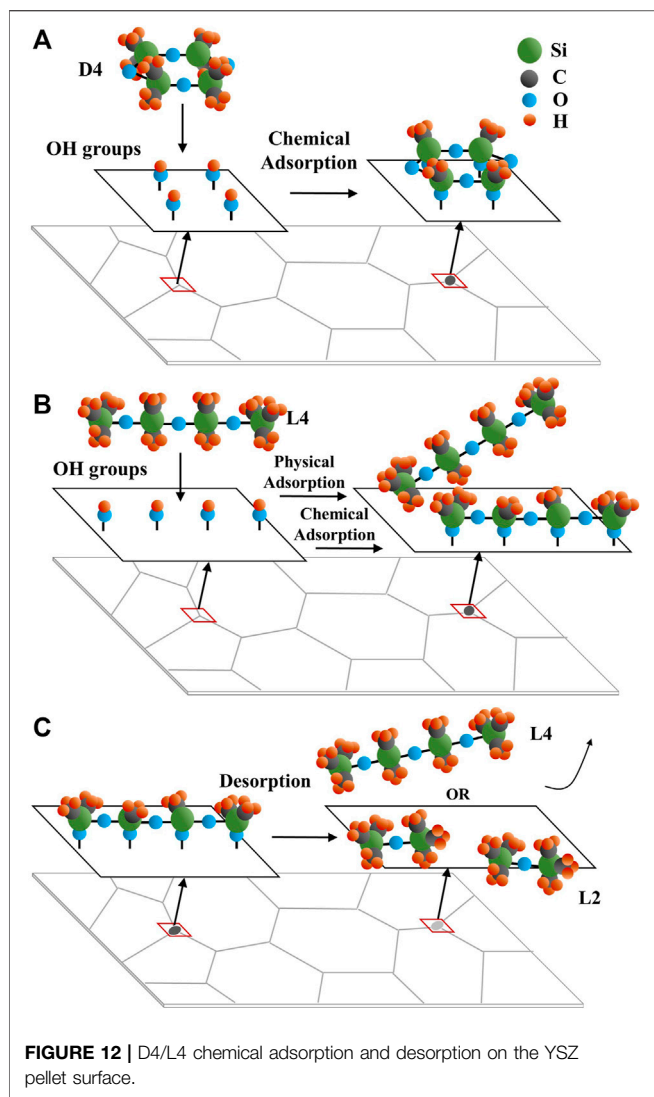 A
D4
Si
C
O
H
OH groups
Chemical
Adsorption
B
L4
OH groups
Physical
Adsorption
Chemical
Adsorption
C
L4
Desorption
OR
L2
FIGURE 12 | D4/L4 chemical adsorption and desorption on the YSZ
pellet surface.